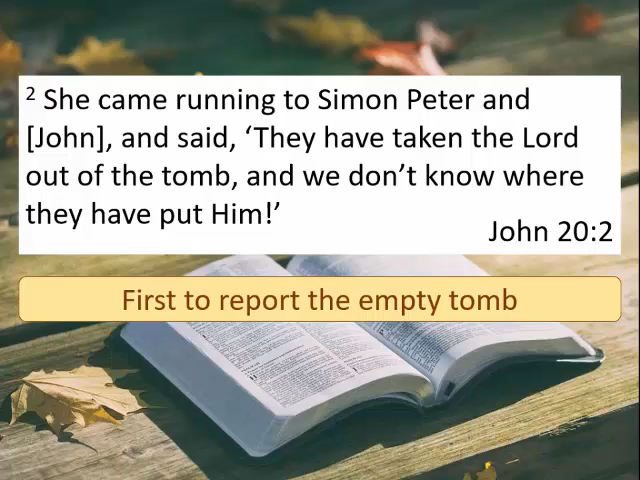 ² She came running to Simon Peter and
[John], and said, ‘They have taken the Lord
out of the tomb, and we don’t know where
they have put Him!’
John 20:2
First to report the empty tomb